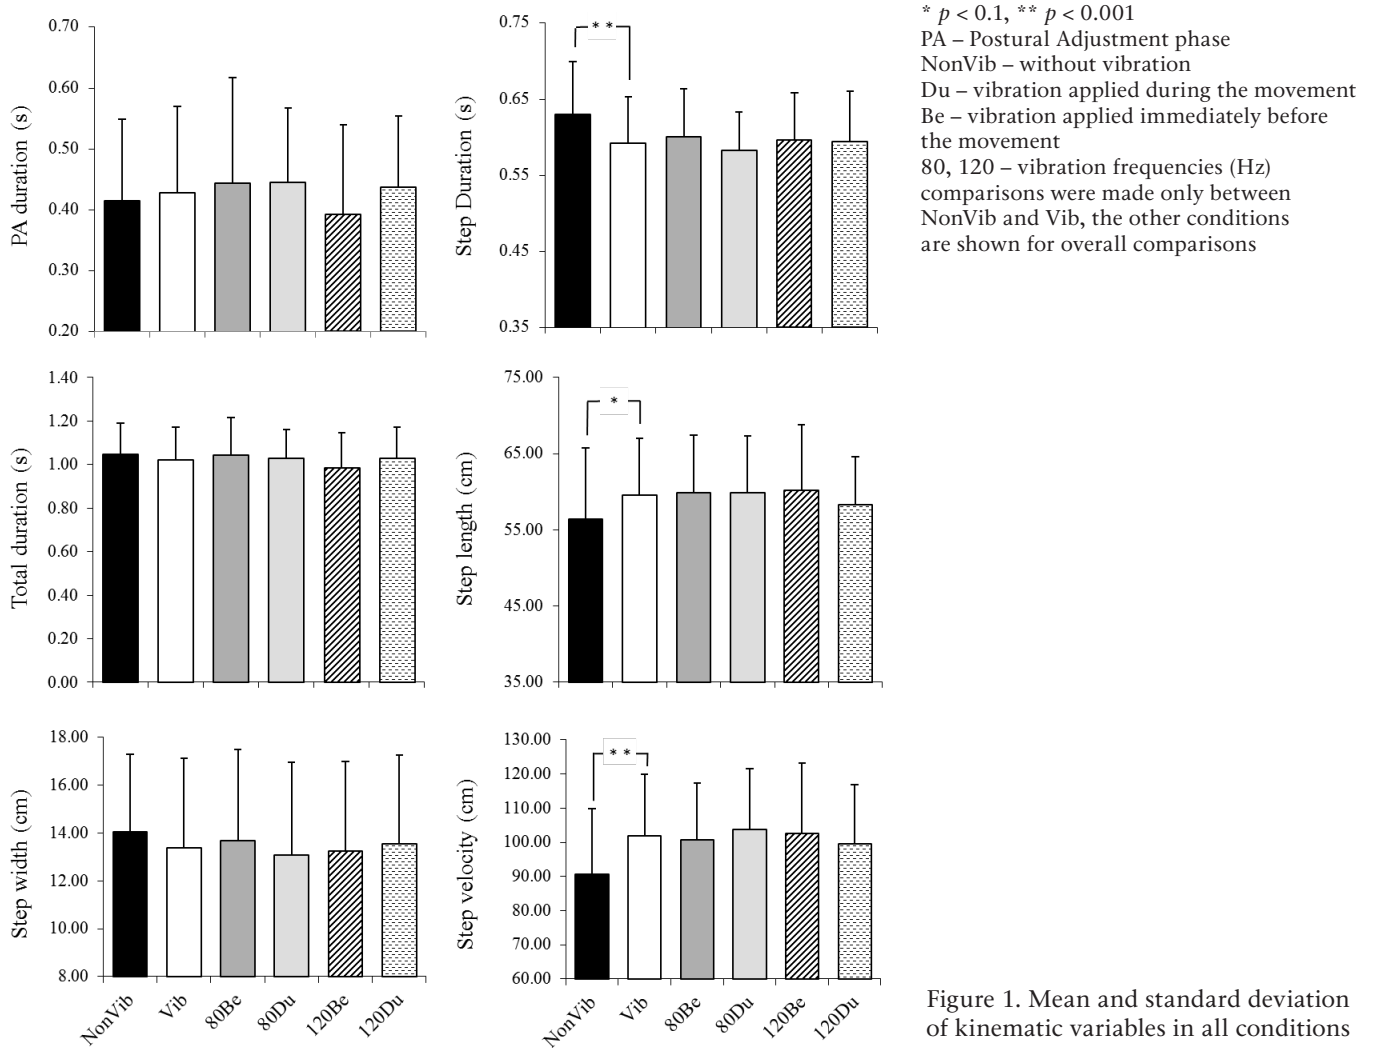 0.70
0.60
0.50
0.40
0.30
0.20
PA duration (s)
0.75
0.65
0.55
0.45
0.35
Step Duration (s)
* *
* p < 0.1, ** p < 0.001
PA – Postural Adjustment phase
NonVib – without vibration
Du – vibration applied during the movement
Be – vibration applied immediately before
the movement
80, 120 – vibration frequencies (Hz)
comparisons were made only between
NonVib and Vib, the other conditions
are shown for overall comparisons
1.40
1.20
1.00
0.80
0.60
0.40
0.20
0.00
Total duration (s)
75.00
65.00
55.00
45.00
35.00
Step length (cm)
*
18.00
16.00
14.00
12.00
10.00
8.00
Step width (cm)
NonVib
Vib
80Be
80Du
120Be
120Du
130.00
120.00
110.00
100.00
90.00
80.00
70.00
60.00
Step velocity (cm)
* *
NonVib
Vib
80Be
80Du
120Be
120Du
Figure 1. Mean and standard deviation
of kinematic variables in all conditions